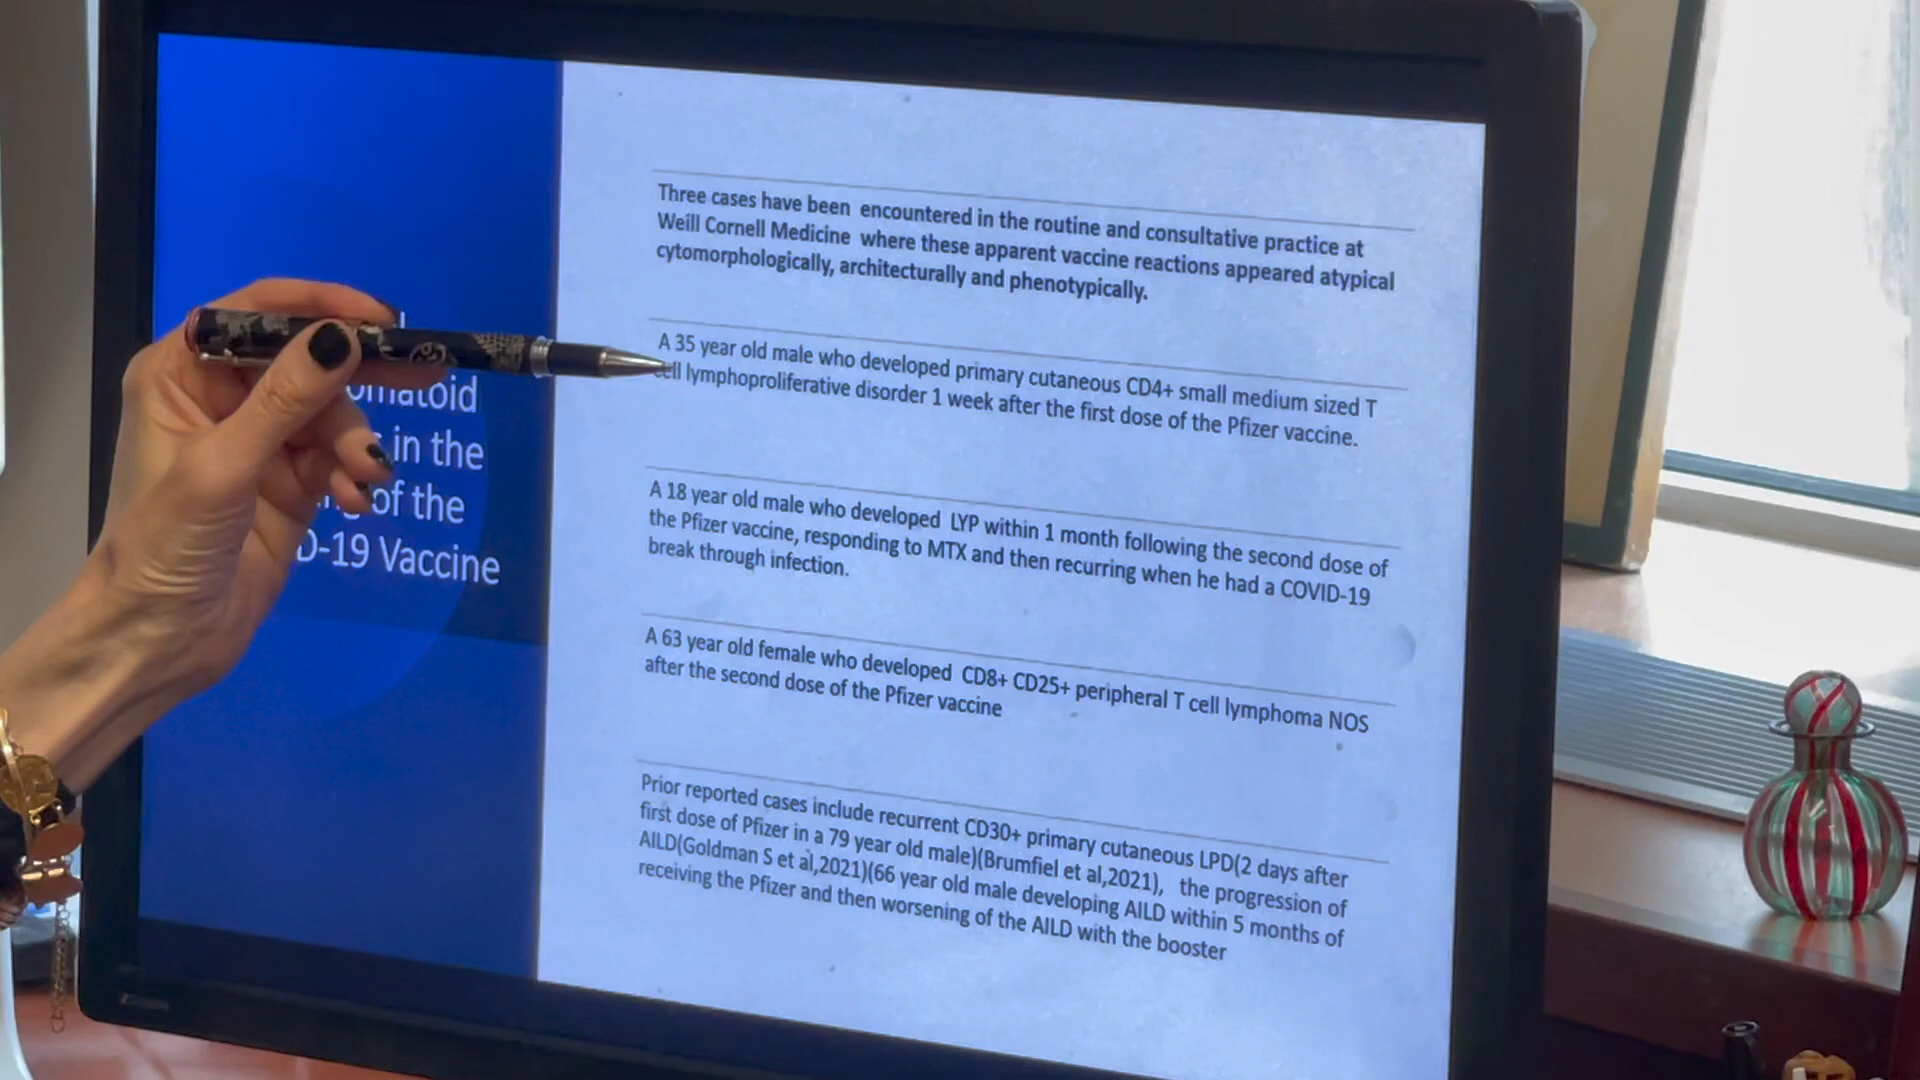 in the
of the
D-19 Vaccine
Three cases have been encountered in the routine and consultative practice at
Weill Cornell Medicine where these apparent vaccine reactions appeared atypical
cytomorphologically, architecturally and phenotypically.
A 35 year old male who developed primary cutaneous CD4+ small medium sized T
cell lymphoproliferative disorder 1 week after the first dose of the Pfizer vaccine.
A 18 year old male who developed LYP within 1 month following the second dose of
the Pfizer vaccine, responding to MTX and then recurring when he had a COVID-19
break through infection.
A 63 year old female who developed CD8+ CD25+ peripheral T cell lymphoma NOS
after the second dose of the Pfizer vaccine
Prior reported cases include recurrent CD30+ primary cutaneous LPD(2 days after
first dose of Pfizer in a 79 year old male)(Brumfiel et al,2021), the progression of
AILD(Goldman S et al,2021)(66 year old male developing AILD within 5 months of
receiving the Pfizer and then worsening of the AILD with the booster